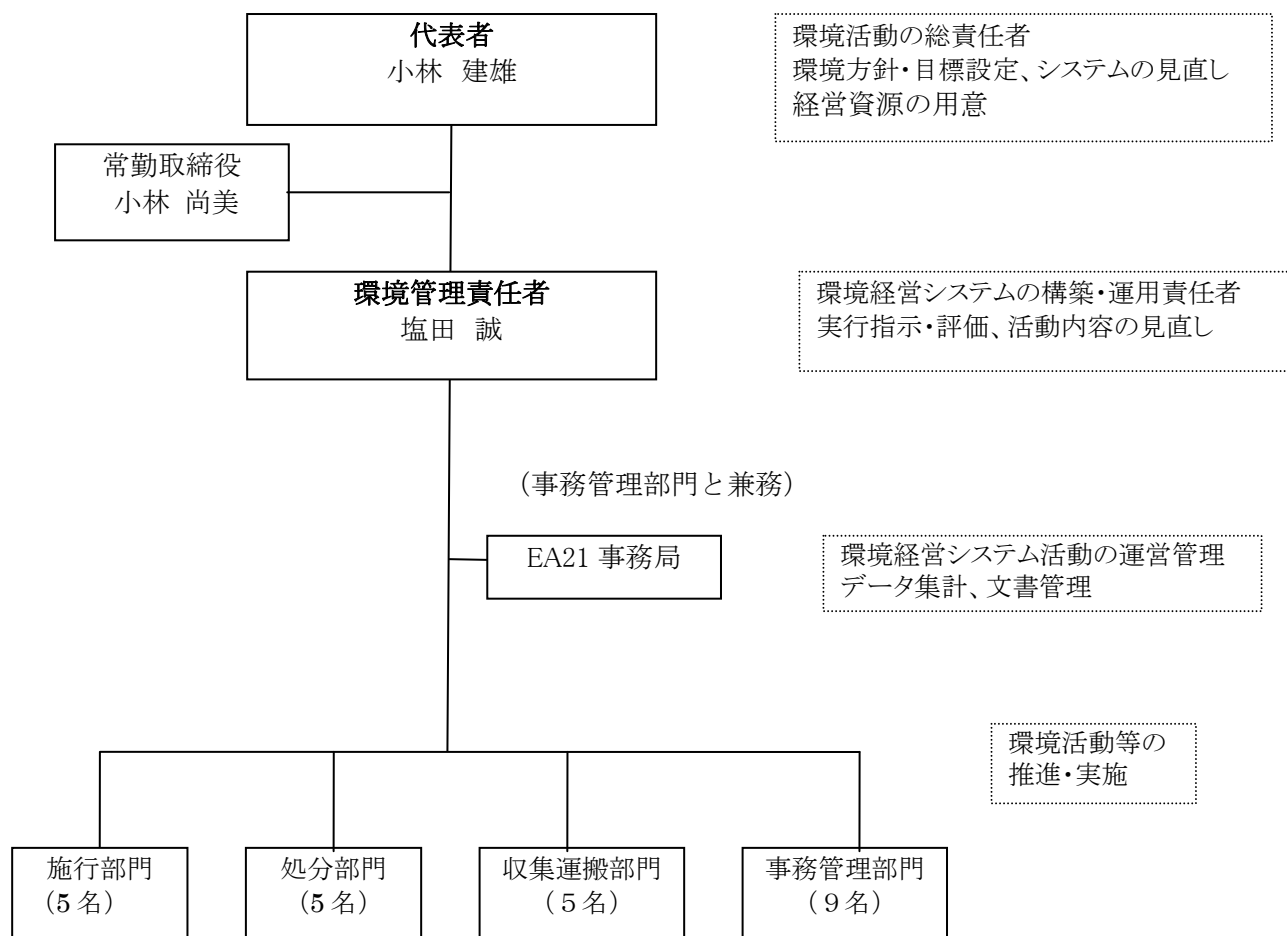 代表者
小林 建雄
環境活動の総責任者
環境方針・目標設定、システムの見直し
経営資源の用意
常勤取締役
小林 尚美
環境管理責任者
塩田 誠
環境経営システムの構築・運用責任者
実行指示・評価、活動内容の見直し
(事務管理部門と兼務)
EA21 事務局
環境経営システム活動の運営管理
データ集計、文書管理
環境活動等の
推進・実施
施行部門
(5 名)
処分部門
(5 名)
収集運搬部門
(５名)
事務管理部門
(９名)